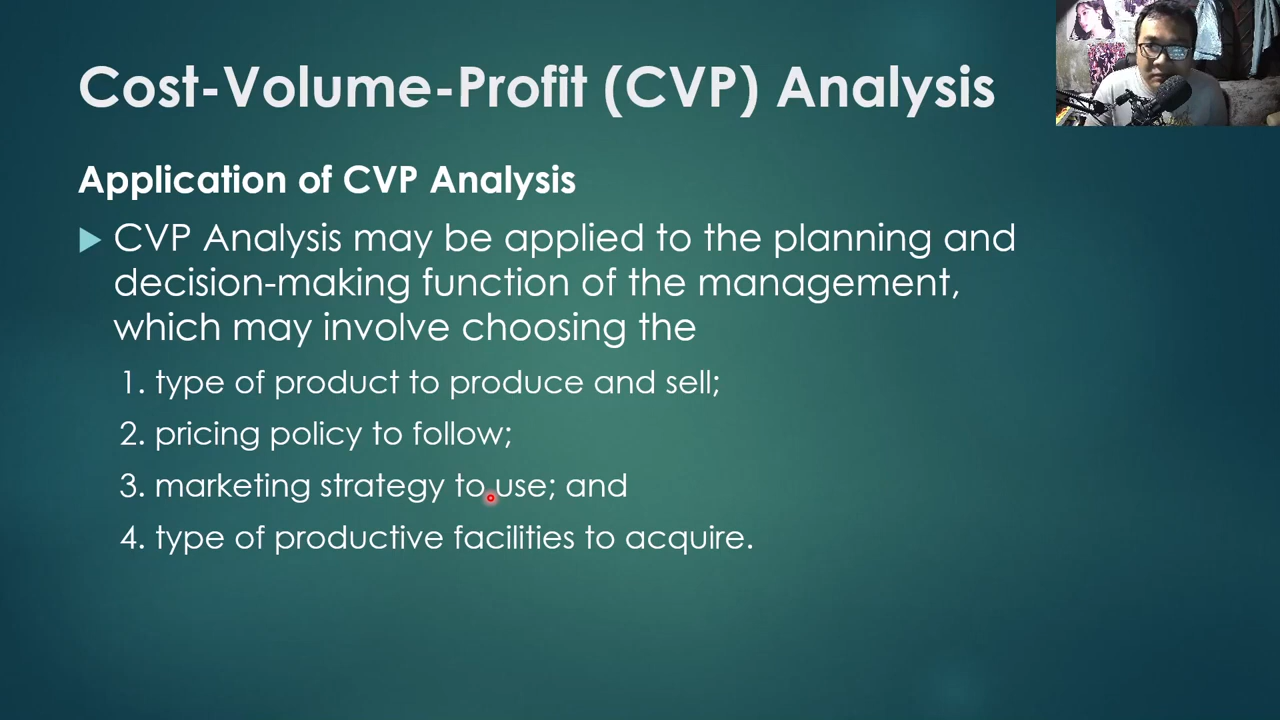 Cost-Volume-Profit (CVP) Analysis
Application of CVP Analysis
CVP Analysis may be applied to the planning and
decision-making function of the management,
which may involve choosing the
1. type of product to produce and sell;
2. pricing policy to follow;
3. marketing strategy to use; and
4. type of productive facilities to acquire.